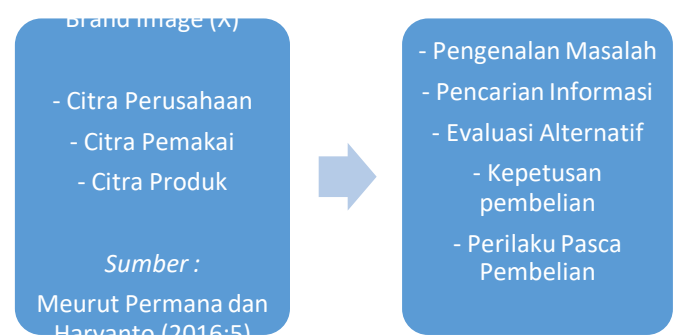 Brand Image (X)
- Citra Perusahaan
- Citra Pemakai
- Citra Produk
Sumber :
Meurut Permana dan
Haryanto (2016:5)
- Pengenalan Masalah
- Pencarian Informasi
- Evaluasi Alternatif
- Kepetusan
pembelian
- Perilaku Pasca
Pembelian